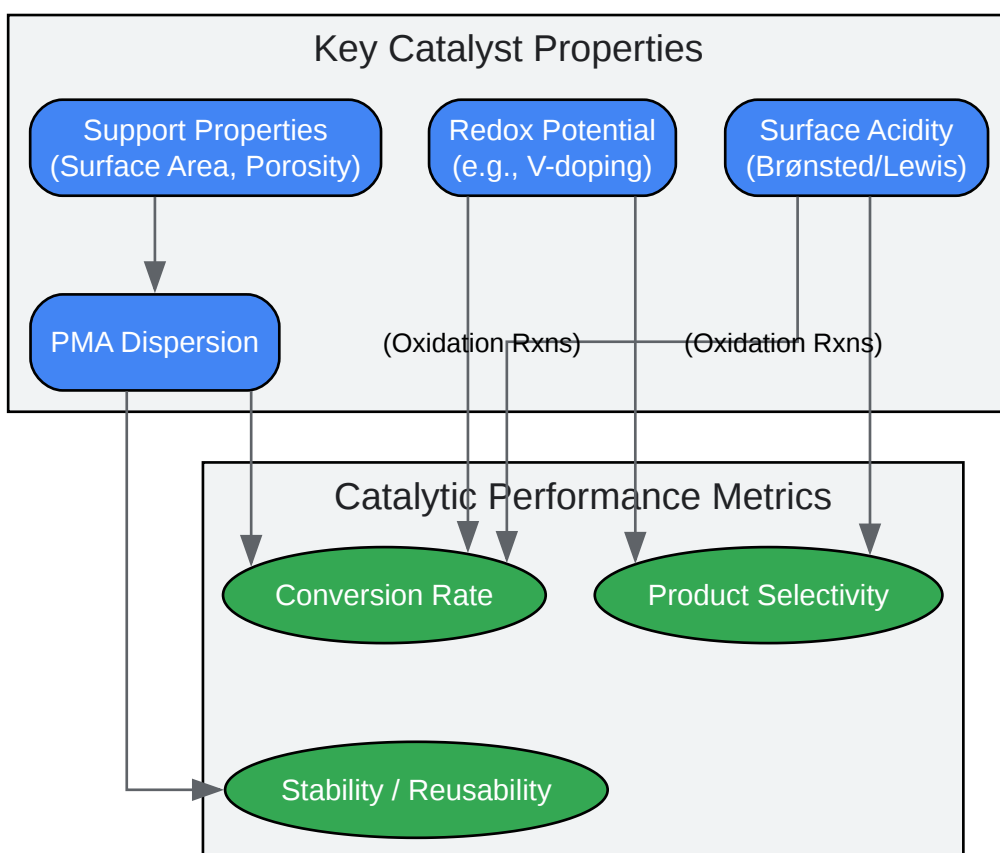 Key Catalyst Properties
Support Properties
(Surface Area, Porosity)
Redox Potential
(e.g., V-doping)
Surface Acidity
(Brønsted/Lewis)
PMA Dispersion
(Oxidation Rxns)
(Oxidation Rxns)
Catalytic Performance Metrics
Conversion Rate
Product Selectivity
Stability / Reusability